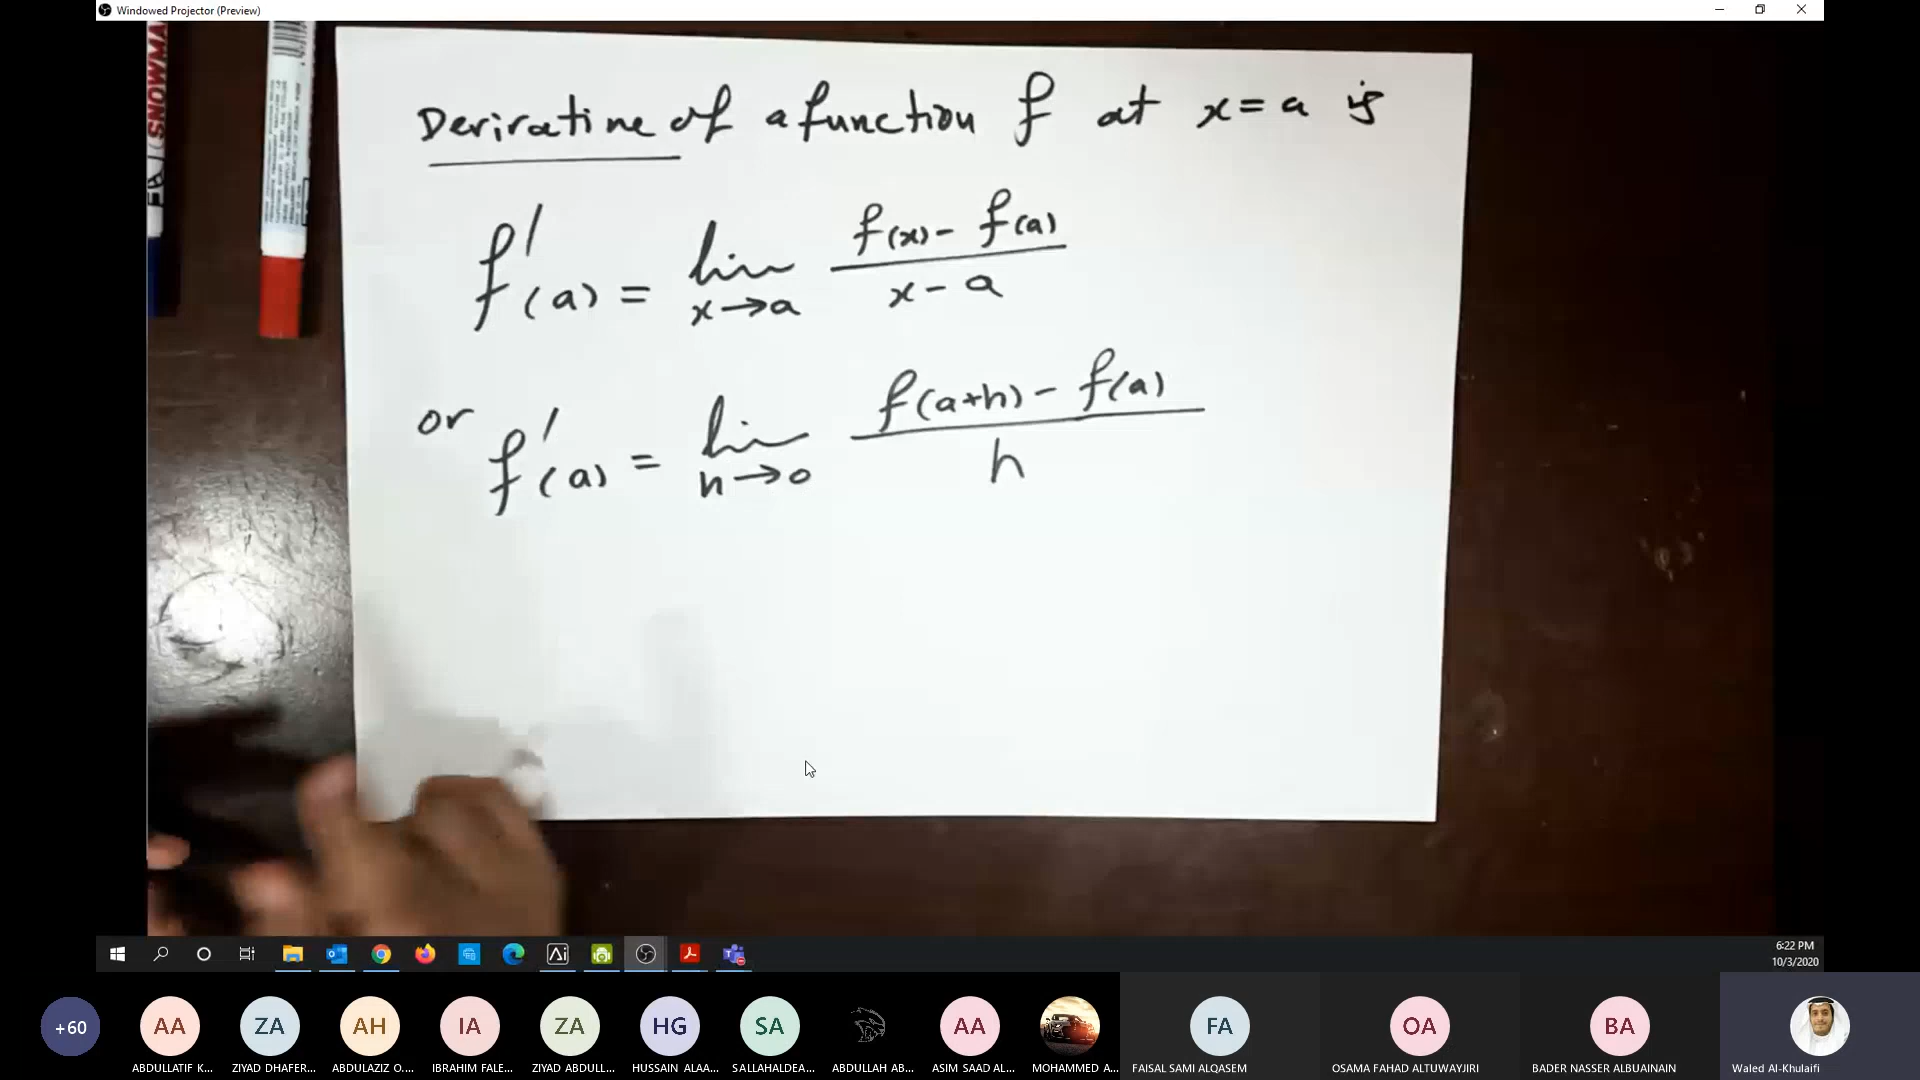 Windowed Projector (Preview)
SNOWMA
Derivative of a function f at x = a is
f'(a) = lim x→a f(x) - f(a) / x - a
or f'(a) = lim h→0 f(a+h) - f(a) / h
6:22 PM
10/3/2020
+60
AA ZA AH IA ZA HG SA AA FA OA BA
ABDULLATIF K... ZIYAD DHAFER... ABDULAZIZ O.... IBRAHIM FALE... ZIYAD ABDULL... HUSSAIN ALAA... SALLAHALDEA... ABDULLAH AB... ASIM SAAD AL... MOHAMMED A... FAISAL SAMI ALQASEM OSAMA FAHAD ALTUWAYJIRI BADER NASSER ALBUAINAIN Waled Al-Khulaifi